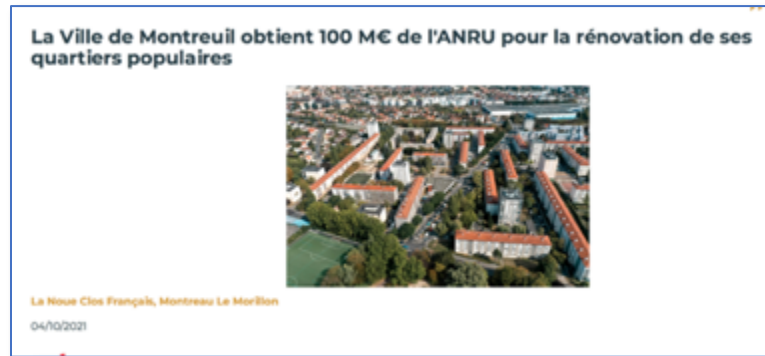 La Ville de Montreuil obtient 100 M€ de l'ANRU pour la rénovation de ses
quartiers populaires
La Noue Clos Français, Montreau Le Morillon
04/10/2021